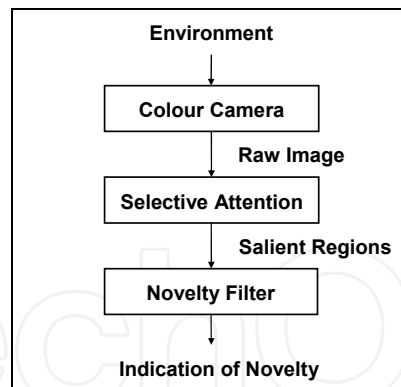 Environment
Colour Camera
Raw Image
Selective Attention
Salient Regions
Novelty Filter
Indication of Novelty